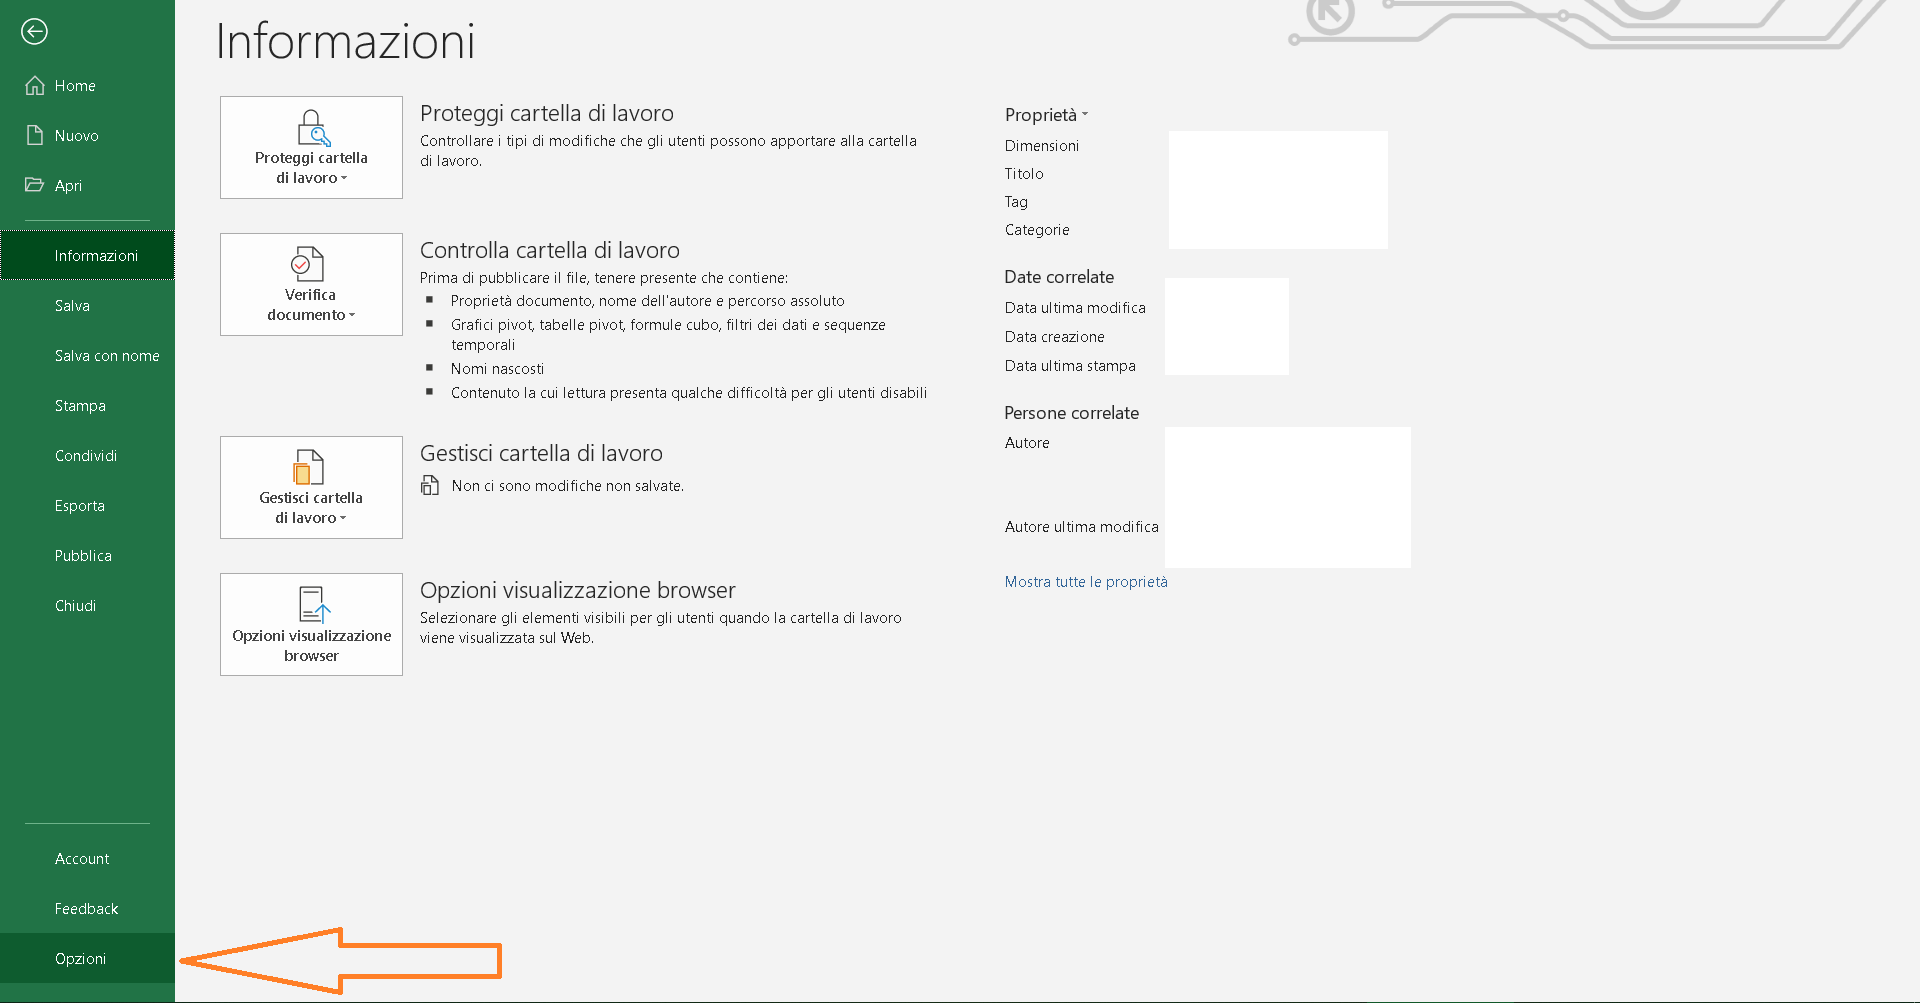 Informazioni
Home
Nuovo
Apri
Informazioni
Salva
Salva con nome
Stampa
Condividi
Esporta
Pubblica
Chiudi
Account
Feedback
Opzioni
Proteggi cartella
di lavoro
Proteggi cartella di lavoro
Controllare i tipi di modifiche che gli utenti possono apportare alla cartella
di lavoro.
Verifica
documento
Controlla cartella di lavoro
Prima di pubblicare il file, tenere presente che contiene:
Proprietà documento, nome dell'autore e percorso assoluto
Grafici pivot, tabelle pivot, formule cubo, filtri dei dati e sequenze
temporali
Nomi nascosti
Contenuto la cui lettura presenta qualche difficoltà per gli utenti disabili
Gestisci cartella
di lavoro
Gestisci cartella di lavoro
Non ci sono modifiche non salvate.
Opzioni visualizzazione
browser
Opzioni visualizzazione browser
Selezionare gli elementi visibili per gli utenti quando la cartella di lavoro
viene visualizzata sul Web.
Proprietà
Dimensioni
Titolo
Tag
Categorie
Date correlate
Data ultima modifica
Data creazione
Data ultima stampa
Persone correlate
Autore
Autore ultima modifica
Mostra tutte le proprietà